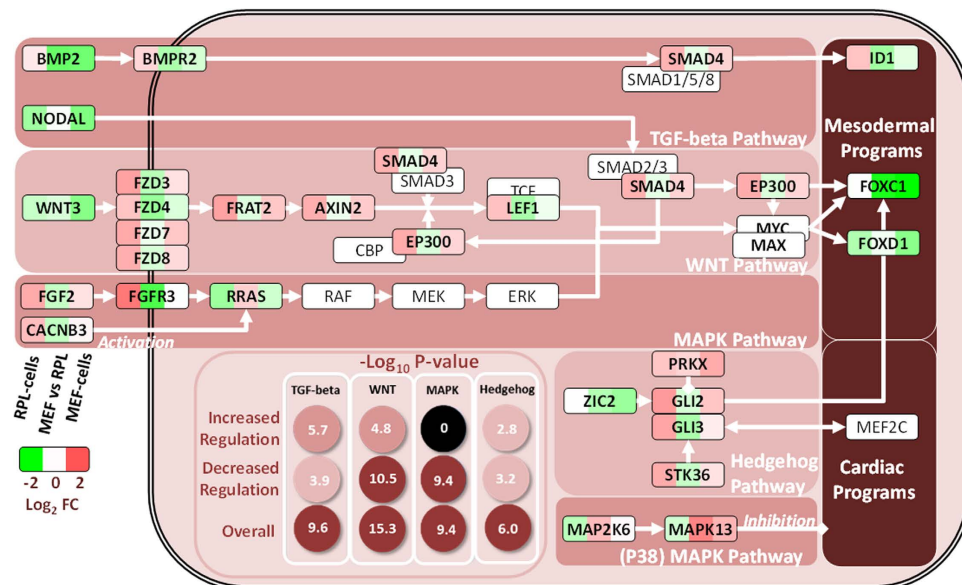 BMP2
BMPR2
SMAD4
SMAD1/5/8
ID1
NODAL
TGF-beta Pathway
Mesodermal
Programs
SMAD4
SMAD3
SMAD2/3
SMAD4
EP300
FOXC1
FZD3
FZD4
FZD7
FZD8
WNT3
FRAT2
AXIN2
TCF
LEF1
CBP
EP300
MYC
MAX
FOXD1
WNT Pathway
FGF2
FGFR3
RRAS
RAF
MEK
ERK
CACNB3
Activation
MAPK Pathway
RPL-cells
MEF vs RPL
MEF-cells
-2 0 2
Log2 FC
-Log10 P-value
TGF-beta WNT MAPK Hedgehog
Increased
Regulation
5.7 4.8 0 2.8
Decreased
Regulation
3.9 10.5 9.4 3.2
Overall
9.6 15.3 9.4 6.0
PRKX
ZIC2
GLI2
GLI3
STK36
Hedgehog
Pathway
MEF2C
Cardiac
Programs
MAP2K6
MAPK13
Inhibition
(P38) MAPK Pathway